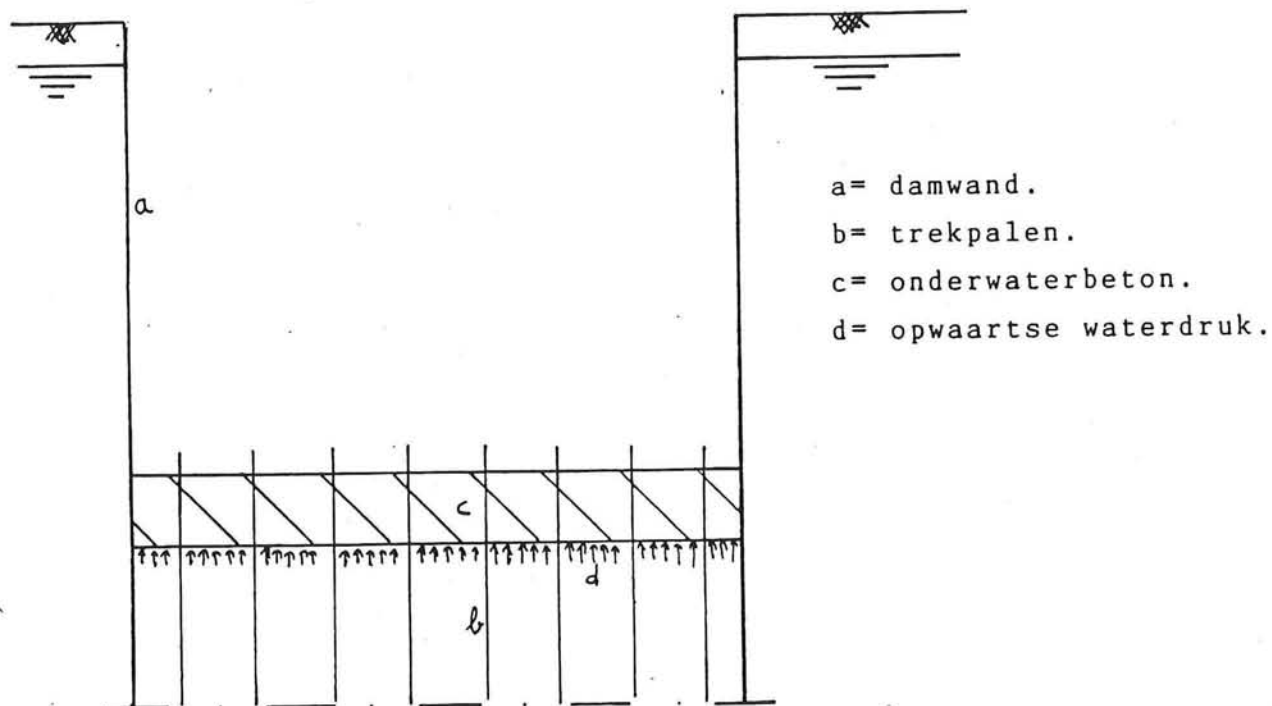 a
a= damwand.
b= trekpalen.
c= onderwaterbeton.
d= opwaartse waterdruk.
c
d
b